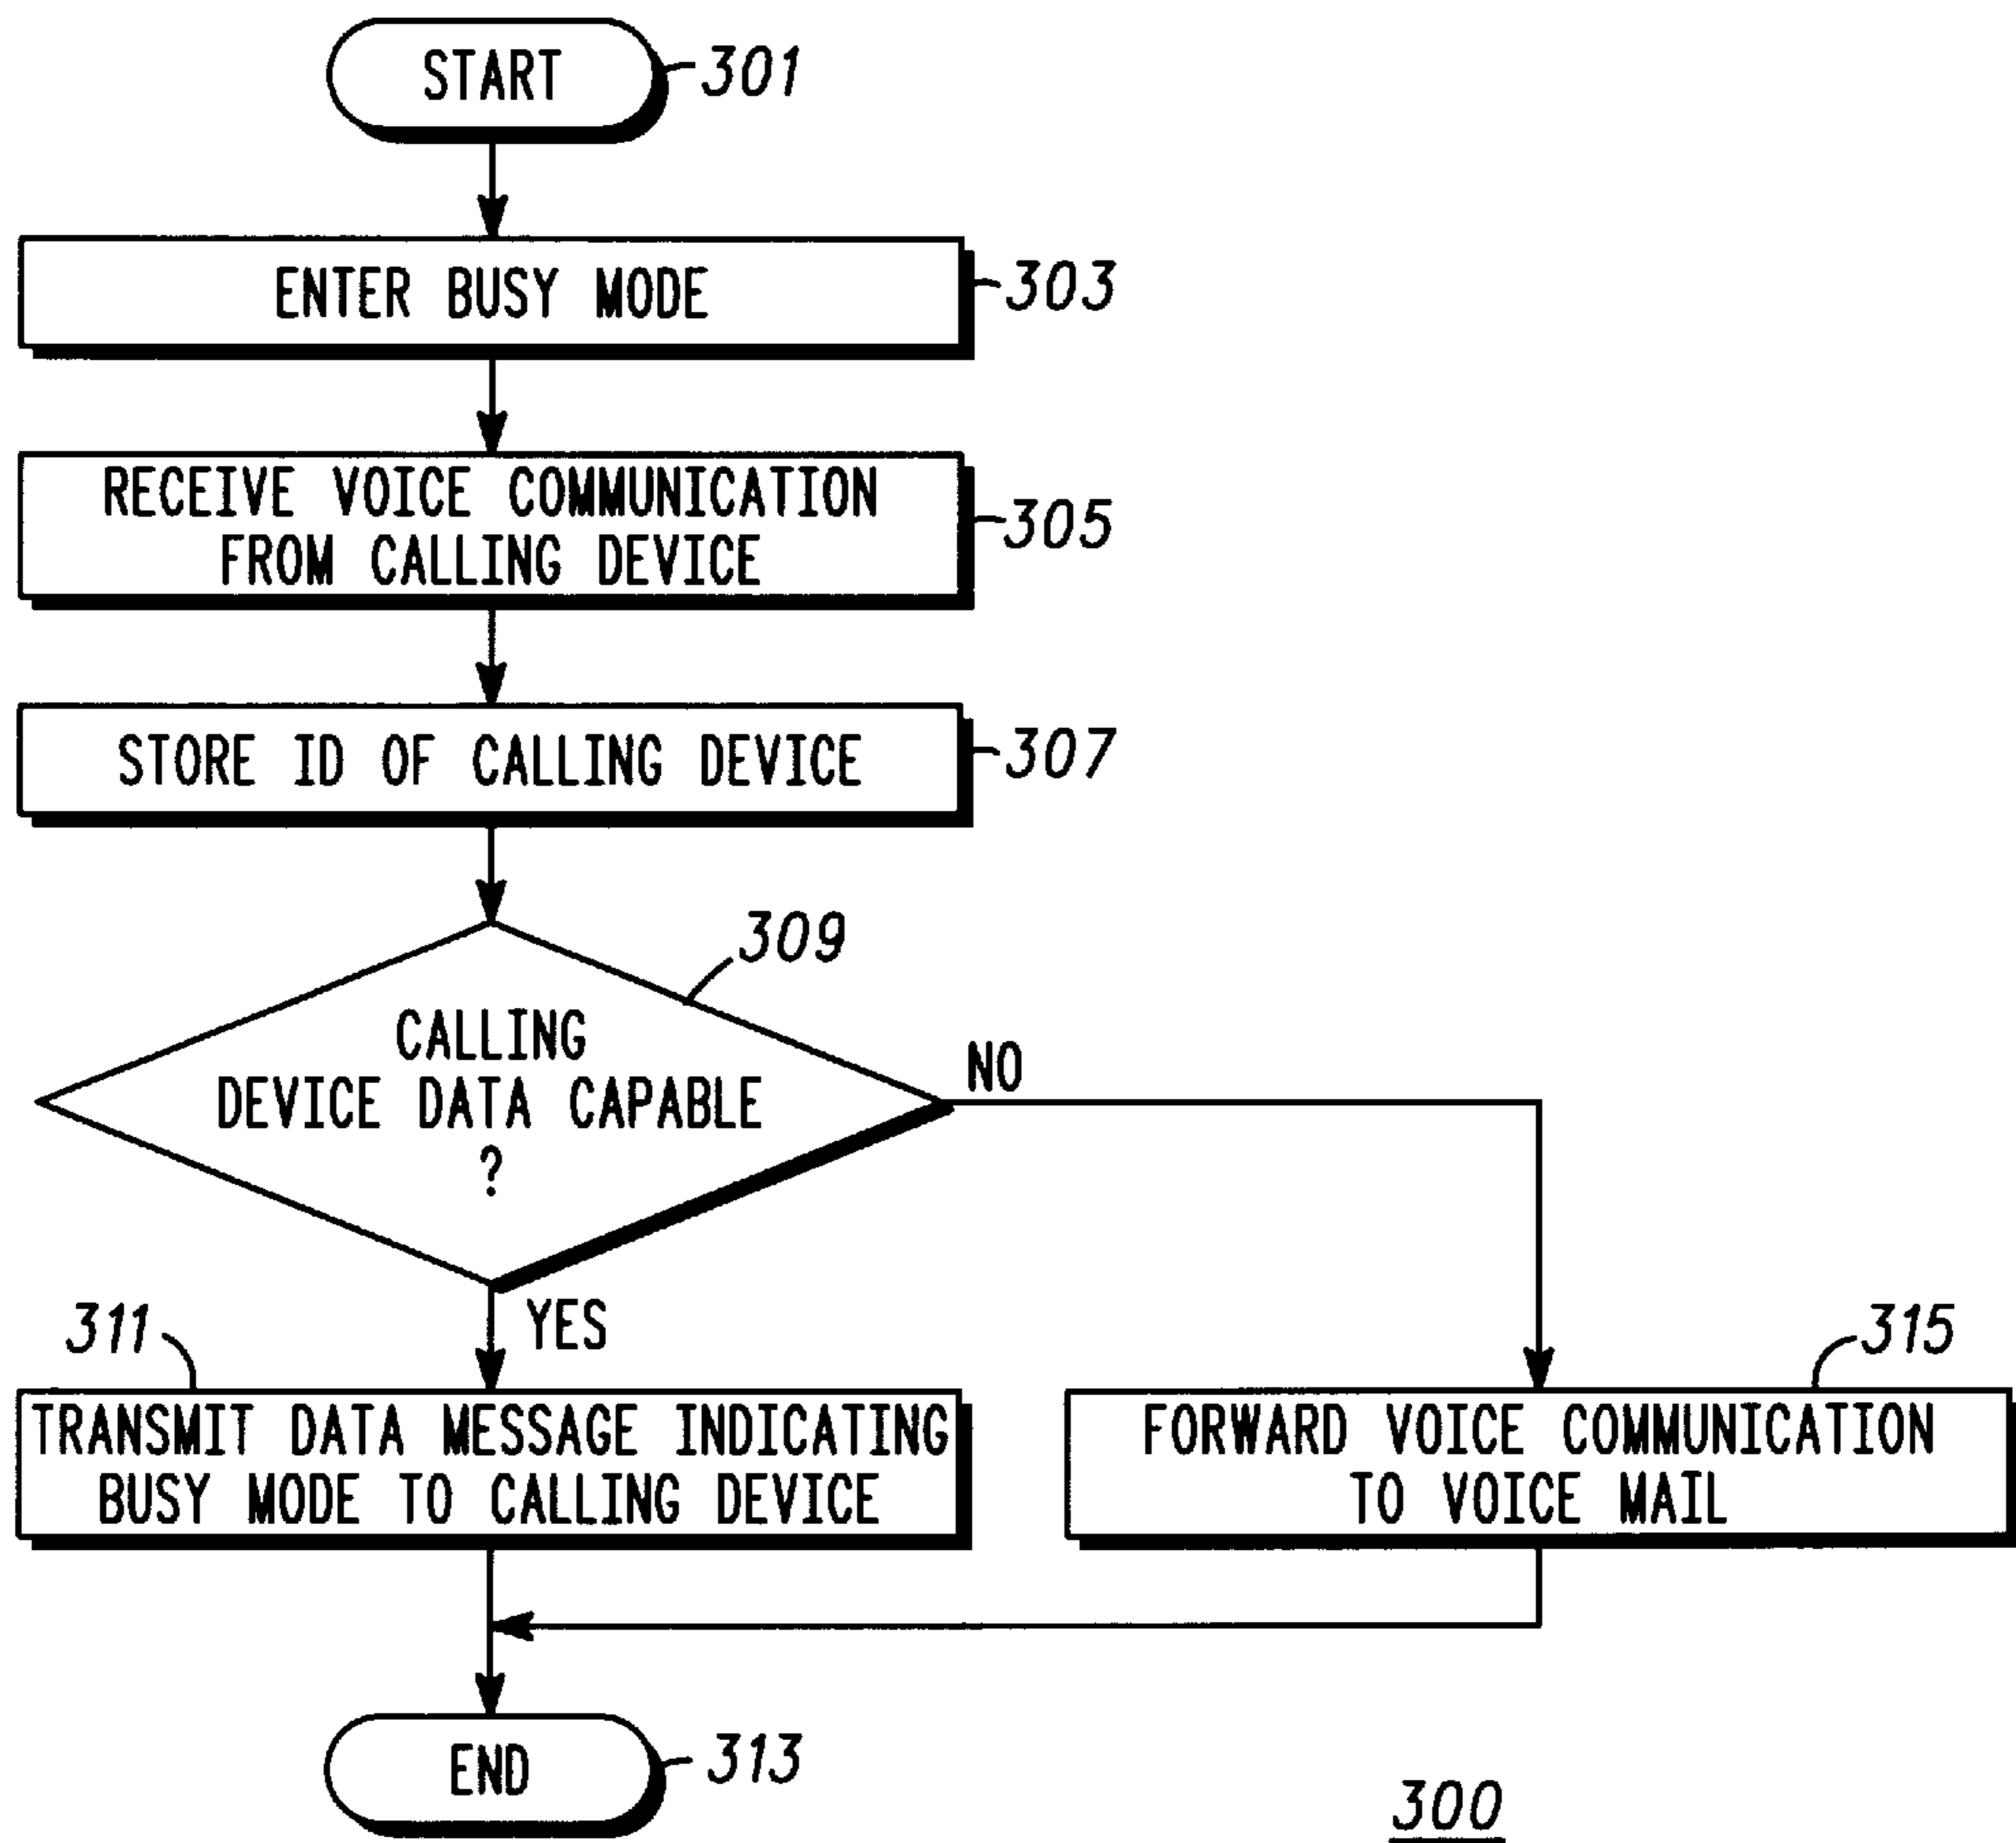 START
301
ENTER BUSY MODE
303
RECEIVE VOICE COMMUNICATION
FROM CALLING DEVICE
305
STORE ID OF CALLING DEVICE
307
309
CALLING
DEVICE DATA CAPABLE
?
NO
YES
311
TRANSMIT DATA MESSAGE INDICATING
BUSY MODE TO CALLING DEVICE
315
FORWARD VOICE COMMUNICATION
TO VOICE MAIL
END
313
300